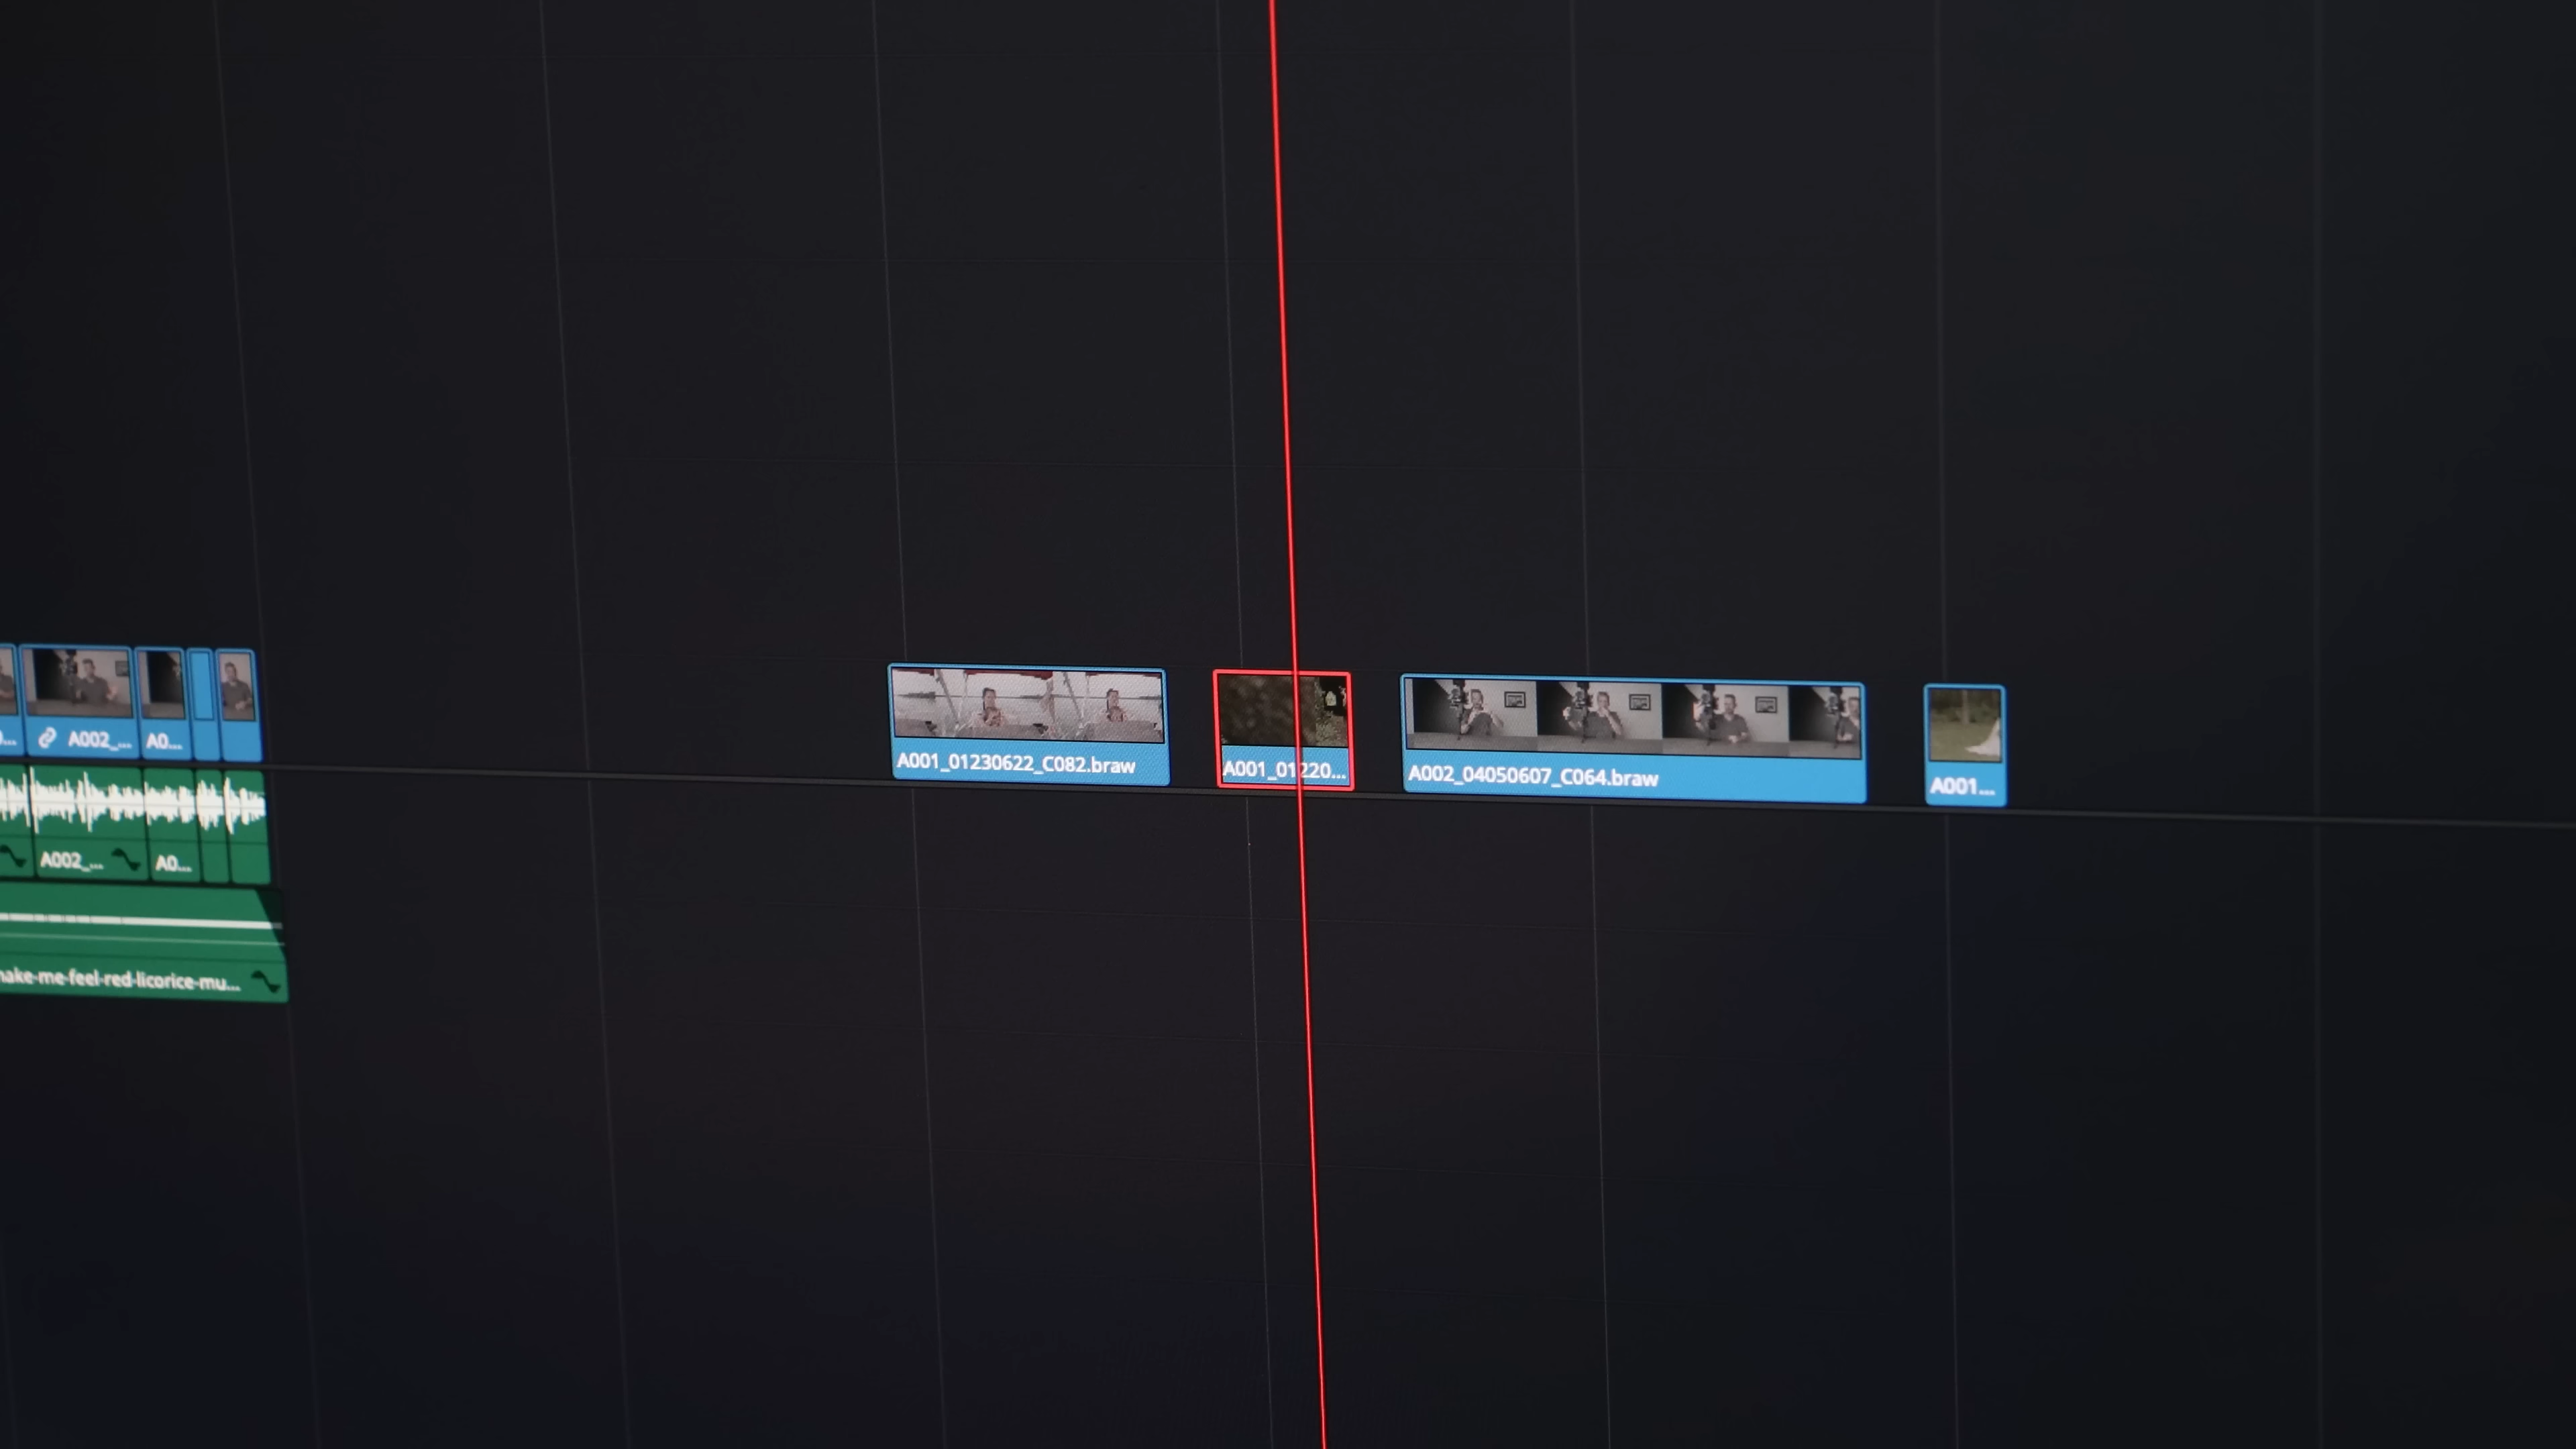 A002_...
A0...
A001_01230622_C082.braw
A001_01220...
A002_04050607_C064.braw
A001...
A002_...
A0...
ake-me-feel-red-licorice-mu...